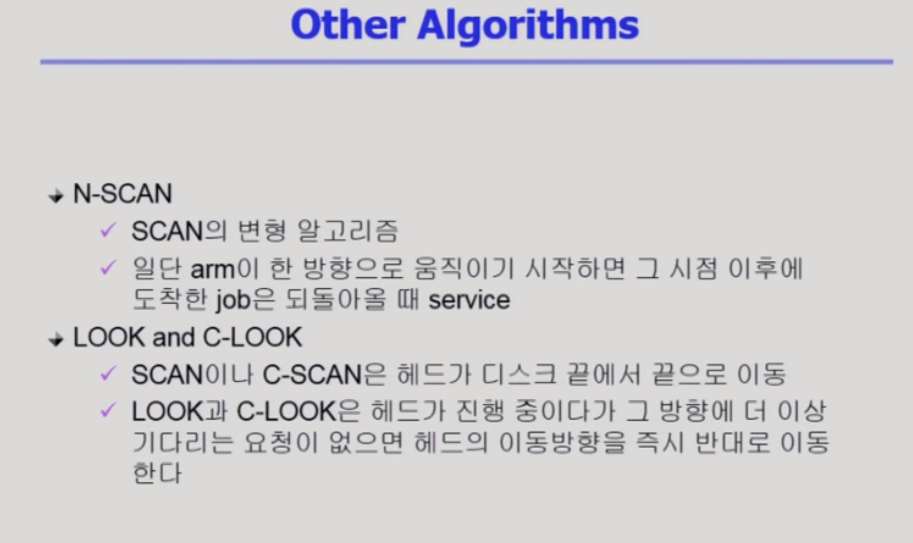 Other Algorithms
N-SCAN
SCAN의 변형 알고리즘
일단 arm이 한 방향으로 움직이기 시작하면 그 시점 이후에
도착한 job은 되돌아올 때 service
LOOK and C-LOOK
SCAN이나 C-SCAN은 헤드가 디스크 끝에서 끝으로 이동
LOOK과 C-LOOK은 헤드가 진행 중이다가 그 방향에 더 이상
기다리는 요청이 없으면 헤드의 이동방향을 즉시 반대로 이동
한다